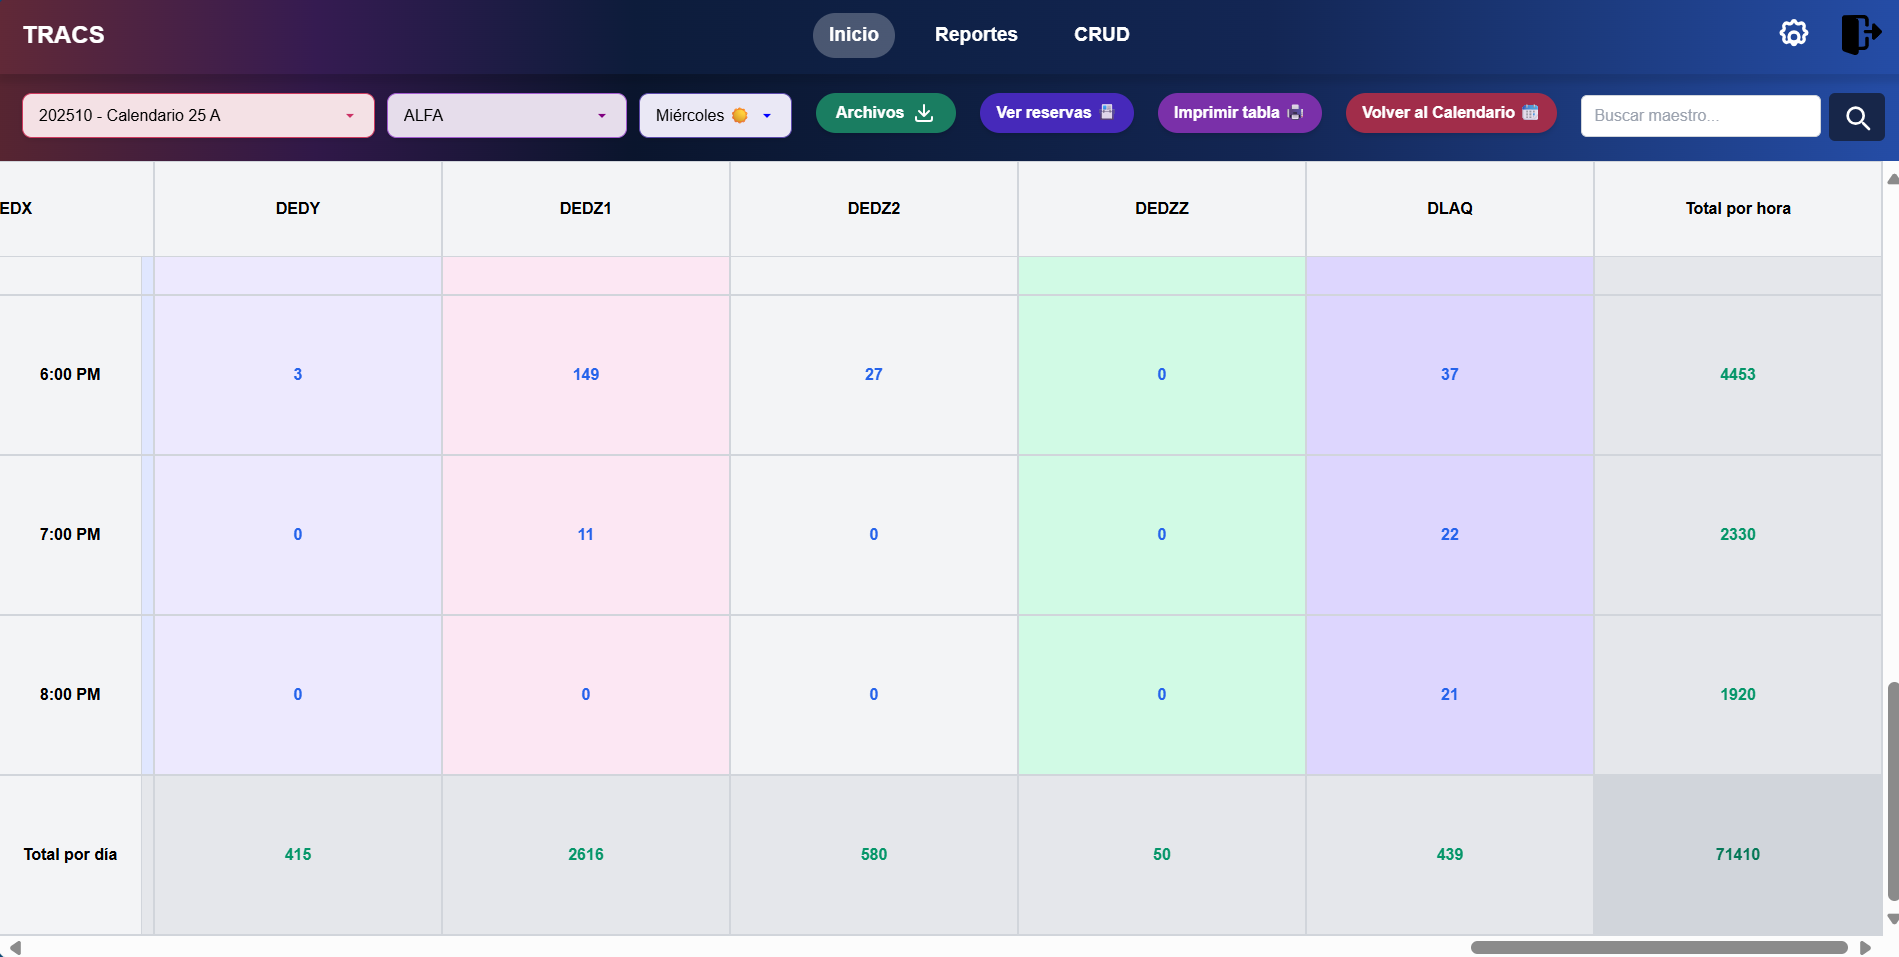 TRACS
Inicio
Reportes
CRUD
202510 - Calendario 25 A
ALFA
Miércoles
Archivos
Ver reservas
Imprimir tabla
Volver al Calendario
Buscar maestro...
EDX DEDY DEDZ1 DEDZ2 DEDZZ DLAQ Total por hora
6:00 PM 3 149 27 0 37 4453
7:00 PM 0 11 0 0 22 2330
8:00 PM 0 0 0 0 21 1920
Total por día 415 2616 580 50 439 71410